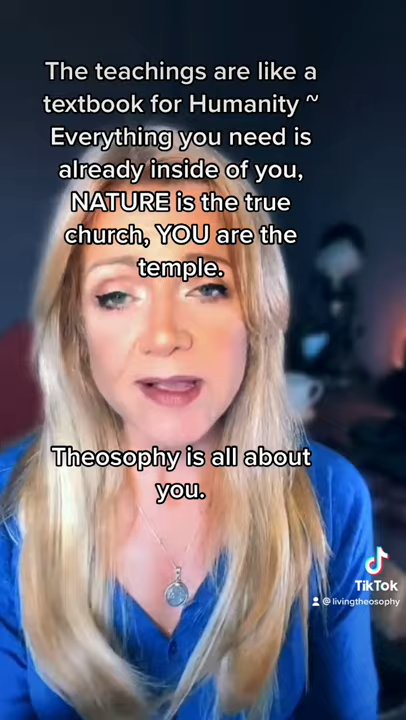 The teachings are like a
textbook for Humanity ~
Everything you need is
already inside of you,
NATURE is the true
church, YOU are the
temple.
Theosophy is all about
you.
TikTok
@livingtheosophy